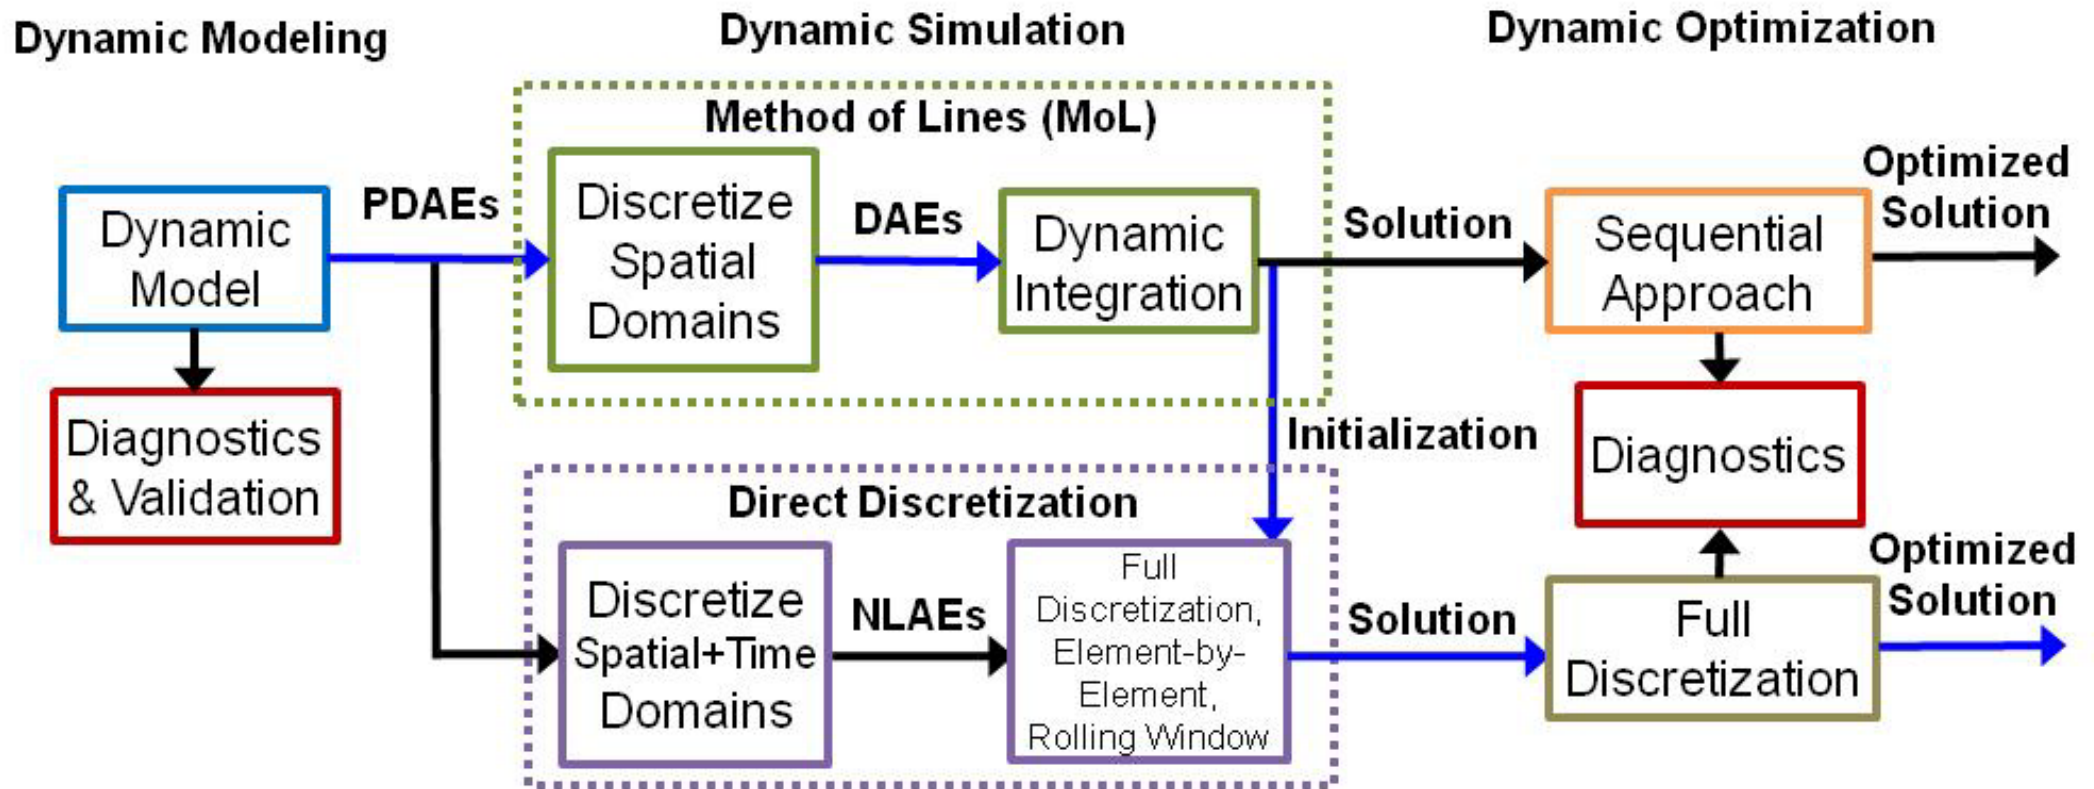 Dynamic Modeling
Dynamic Simulation
Dynamic Optimization
Method of Lines (MoL)
Dynamic
Model
PDAEs
Discretize
Spatial
Domains
DAEs
Dynamic
Integration
Solution
Sequential
Approach
Optimized
Solution
Diagnostics
& Validation
Initialization
Diagnostics
Direct Discretization
Discretize
Spatial+Time
Domains
NLAEs
Full
Discretization,
Element-by-
Element,
Rolling Window
Solution
Full
Discretization
Optimized
Solution